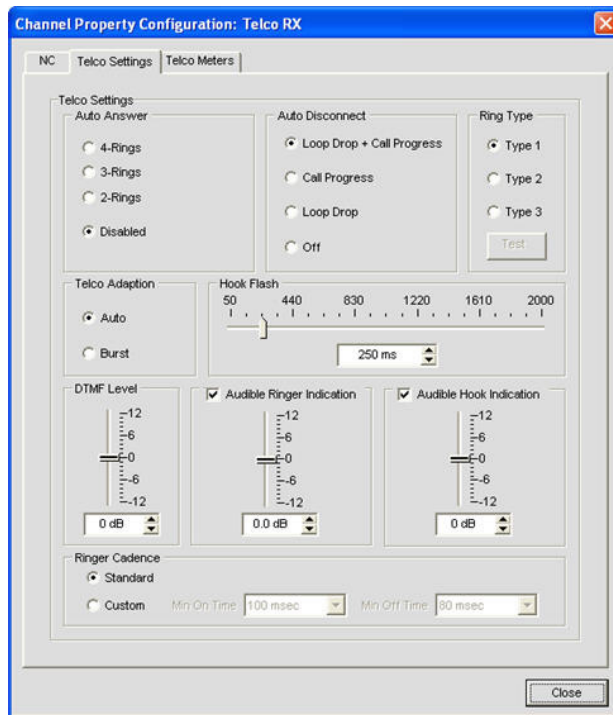 Channel Property Configuration: Telco RX
NC Telco Settings Telco Meters
Telco Settings
Auto Answer
4-Rings
3-Rings
2-Rings
Disabled
Auto Disconnect
Loop Drop + Call Progress
Call Progress
Loop Drop
Off
Ring Type
Type 1
Type 2
Type 3
Test
Telco Adaption
Auto
Burst
Hook Flash
50 440 830 1220 1610 2000
250 ms
DTMF Level
12
6
0
-6
-12
0 dB
Audible Ringer Indication
12
6
0
-6
-12
0.0 dB
Audible Hook Indication
12
6
0
-6
-12
0 dB
Ringer Cadence
Standard
Custom Min On Time: 100 msec Min Off Time: 80 msec
Close